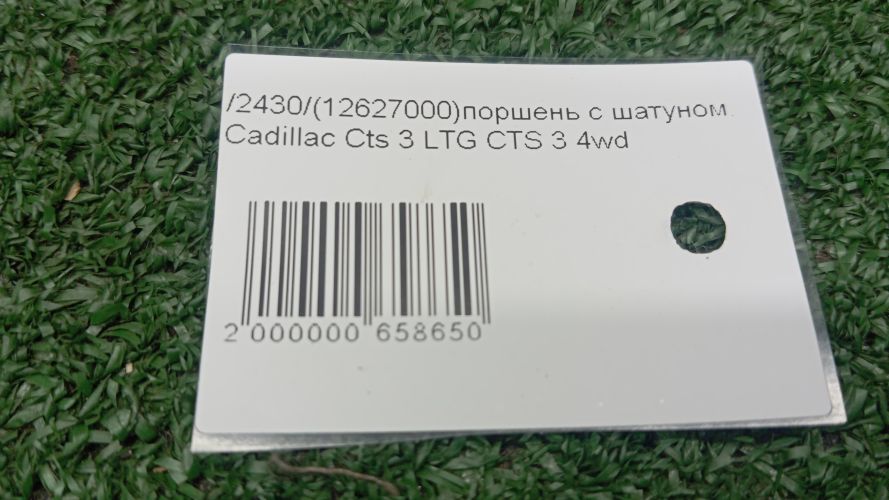 /2430/(12627000)поршень с шатуном
Cadillac Cts 3 LTG CTS 3 4wd
2 000000 658650